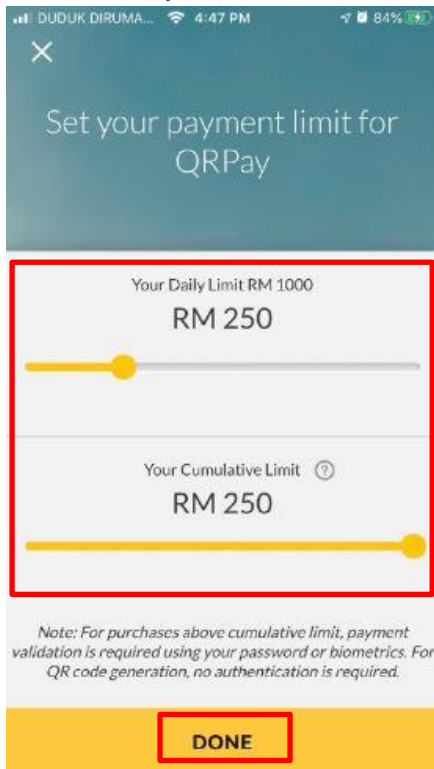 DUDUK DIRUMA... 4:47 PM 84%
Set your payment limit for
QRPay
Your Daily Limit RM 1000
RM 250
Your Cumulative Limit ?
RM 250
Note: For purchases above cumulative limit, payment
validation is required using your password or biometrics. For
QR code generation, no authentication is required.
DONE